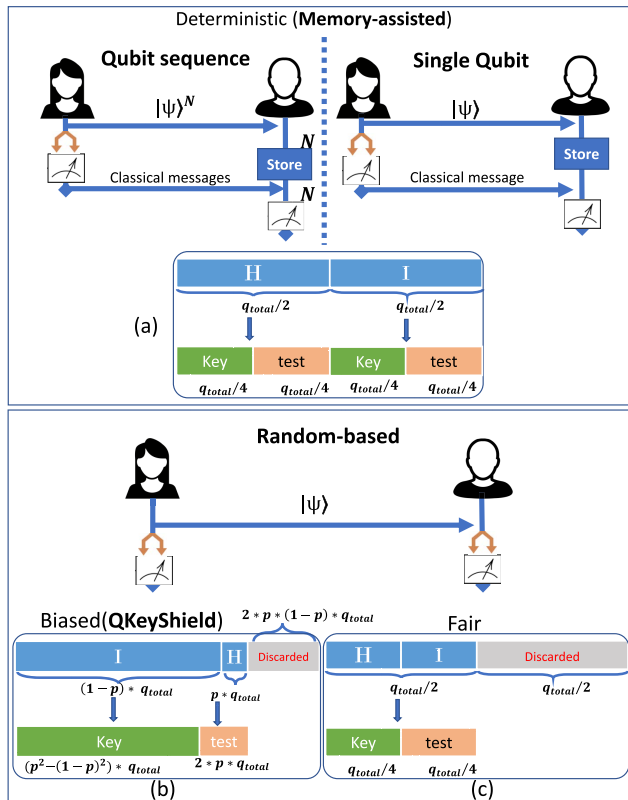 Deterministic (Memory-assisted)
Qubit sequence
Single Qubit
|ψ⟩ᴺ
|ψ⟩
N
Store
Store
N
Classical messages
Classical message
H I
q_total/2 q_total/2
(a)
Key test Key test
q_total/4 q_total/4 q_total/4 q_total/4
Random-based
|ψ⟩
2 * p * (1−p) * q_total
Biased(QKeyShield)
Fair
I H Discarded
H I Discarded
(1−p) * q_total
p * q_total
q_total/2
q_total/2
Key test
Key test
(p²−(1−p)²) * q_total 2 * p * q_total
q_total/4 q_total/4
(b)
(c)